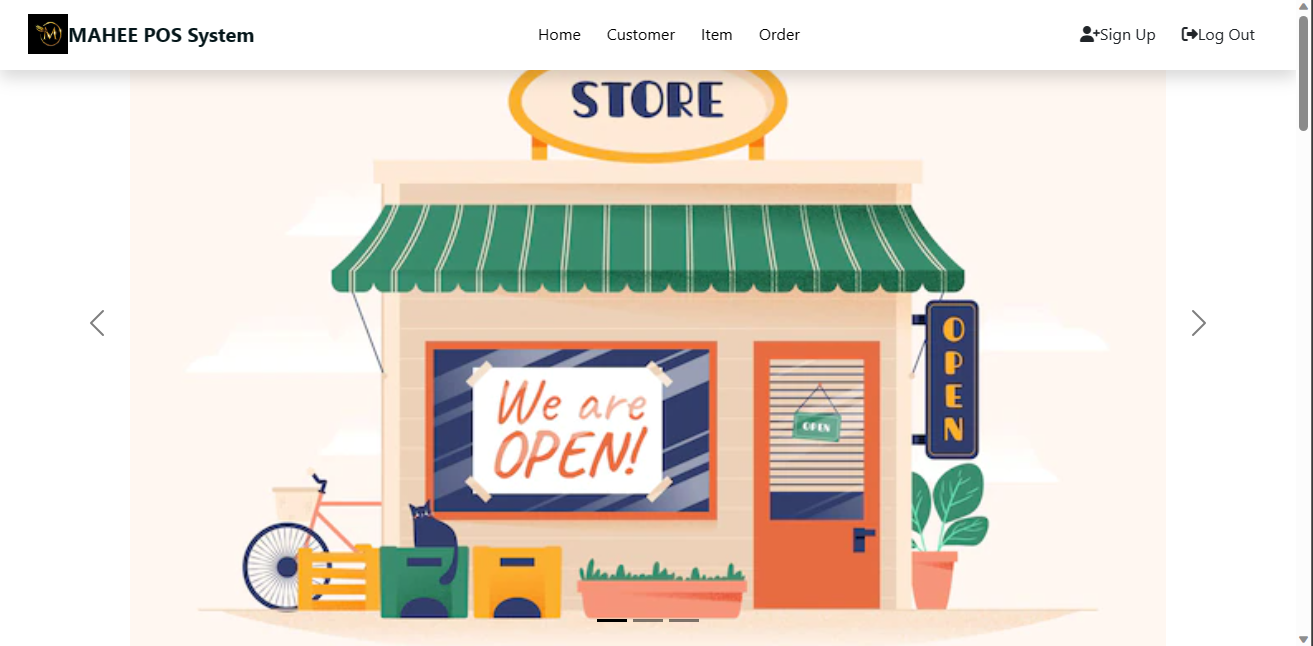 MAHEE POS System
Home Customer Item Order
Sign Up Log Out
STORE
OPEN
We are
OPEN!
OPEN